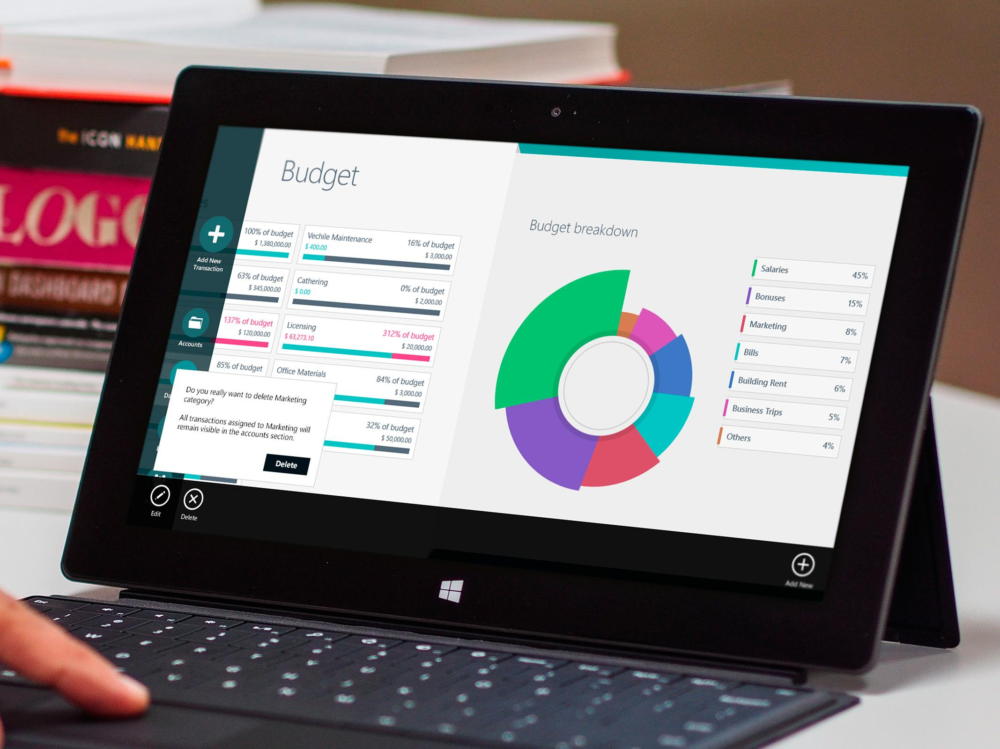 the ICON
LOGO
DASHBOARD
Budget
es
100% of budget
$ 1,380,000.00
Vechile Maintenance
16% of budget
$ 400.00
$ 3,000.00
Add New
Transaction
63% of budget
$ 345,000.00
Cathering
0% of budget
$ 0.00
$ 2,000.00
137% of budget
$ 120,000.00
Licensing
312% of budget
$ 63,273.10
$ 20,000.00
Accounts
85% of budget
Office Materials
84% of budget
$ 3,000.00
32% of budget
$ 50,000.00
Do you really want to delete Marketing
category?
All transactions assigned to Marketing will
remain visible in the accounts section.
Delete
Edit
Delete
Budget breakdown
Salaries 45%
Bonuses 15%
Marketing 8%
Bills 7%
Building Rent 6%
Business Trips 5%
Others 4%
Add New
Esc
W